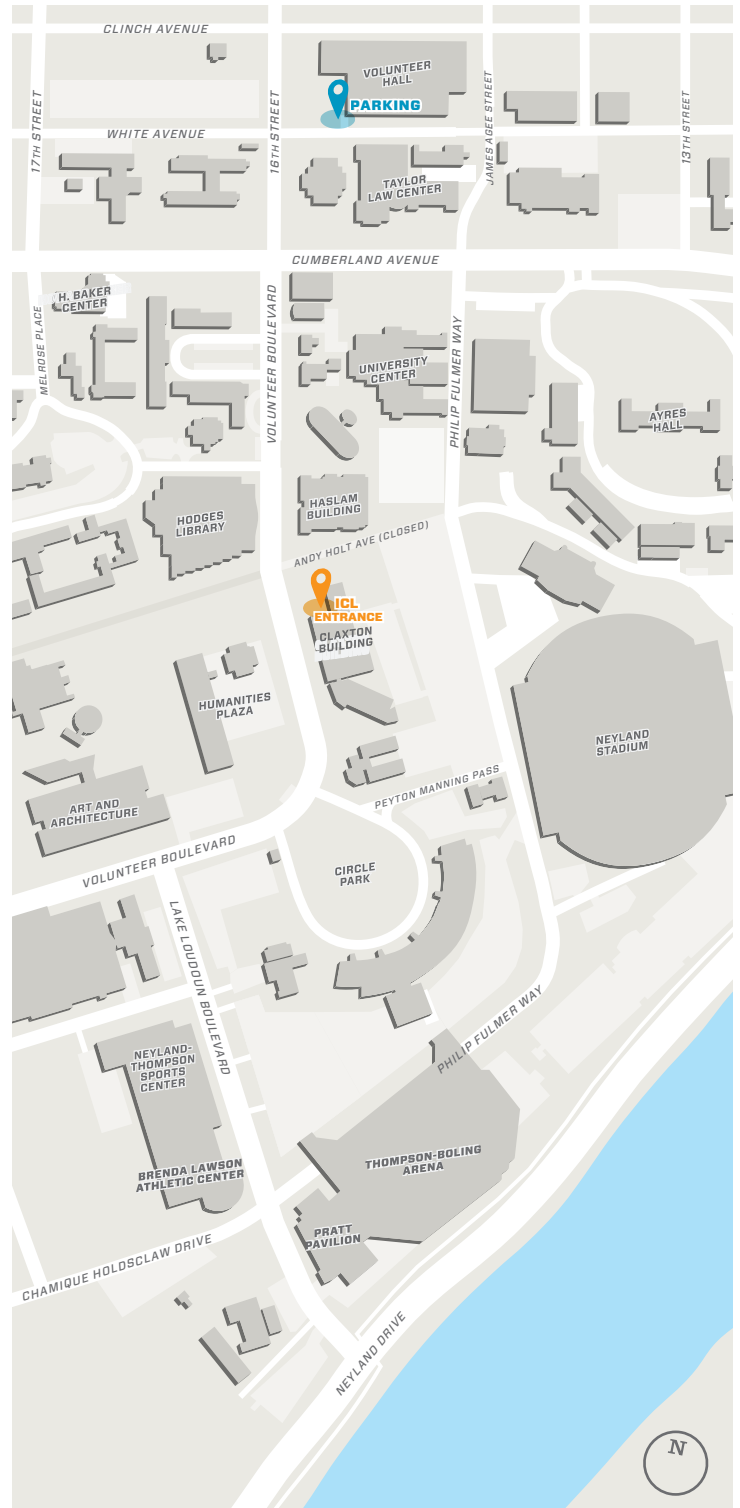 CLINCH AVENUE
VOLUNTEER
HALL
PARKING
17TH STREET
16TH STREET
JAMES AGEE STREET
13TH STREET
WHITE AVENUE
TAYLOR
LAW CENTER
CUMBERLAND AVENUE
H. BAKER
CENTER
MELROSE PLACE
VOLUNTEER BOULEVARD
UNIVERSITY
CENTER
PHILIP FULMER WAY
AYRES
HALL
HODGES
LIBRARY
HASLAM
BUILDING
ANDY HOLT AVE (CLOSED)
ICL
ENTRANCE
CLAXTON
BUILDING
HUMANITIES
PLAZA
NEYLAND
STADIUM
PEYTON MANNING PASS
ART AND
ARCHITECTURE
VOLUNTEER BOULEVARD
CIRCLE
PARK
LAKE LOUDOUN BOULEVARD
PHILIP FULMER WAY
NEYLAND-
THOMPSON
SPORTS
CENTER
THOMPSON-BOLING
ARENA
BRENDA LAWSON
ATHLETIC CENTER
PRATT
PAVILION
CHAMIQUE HOLDSCLAW DRIVE
NEYLAND DRIVE
N